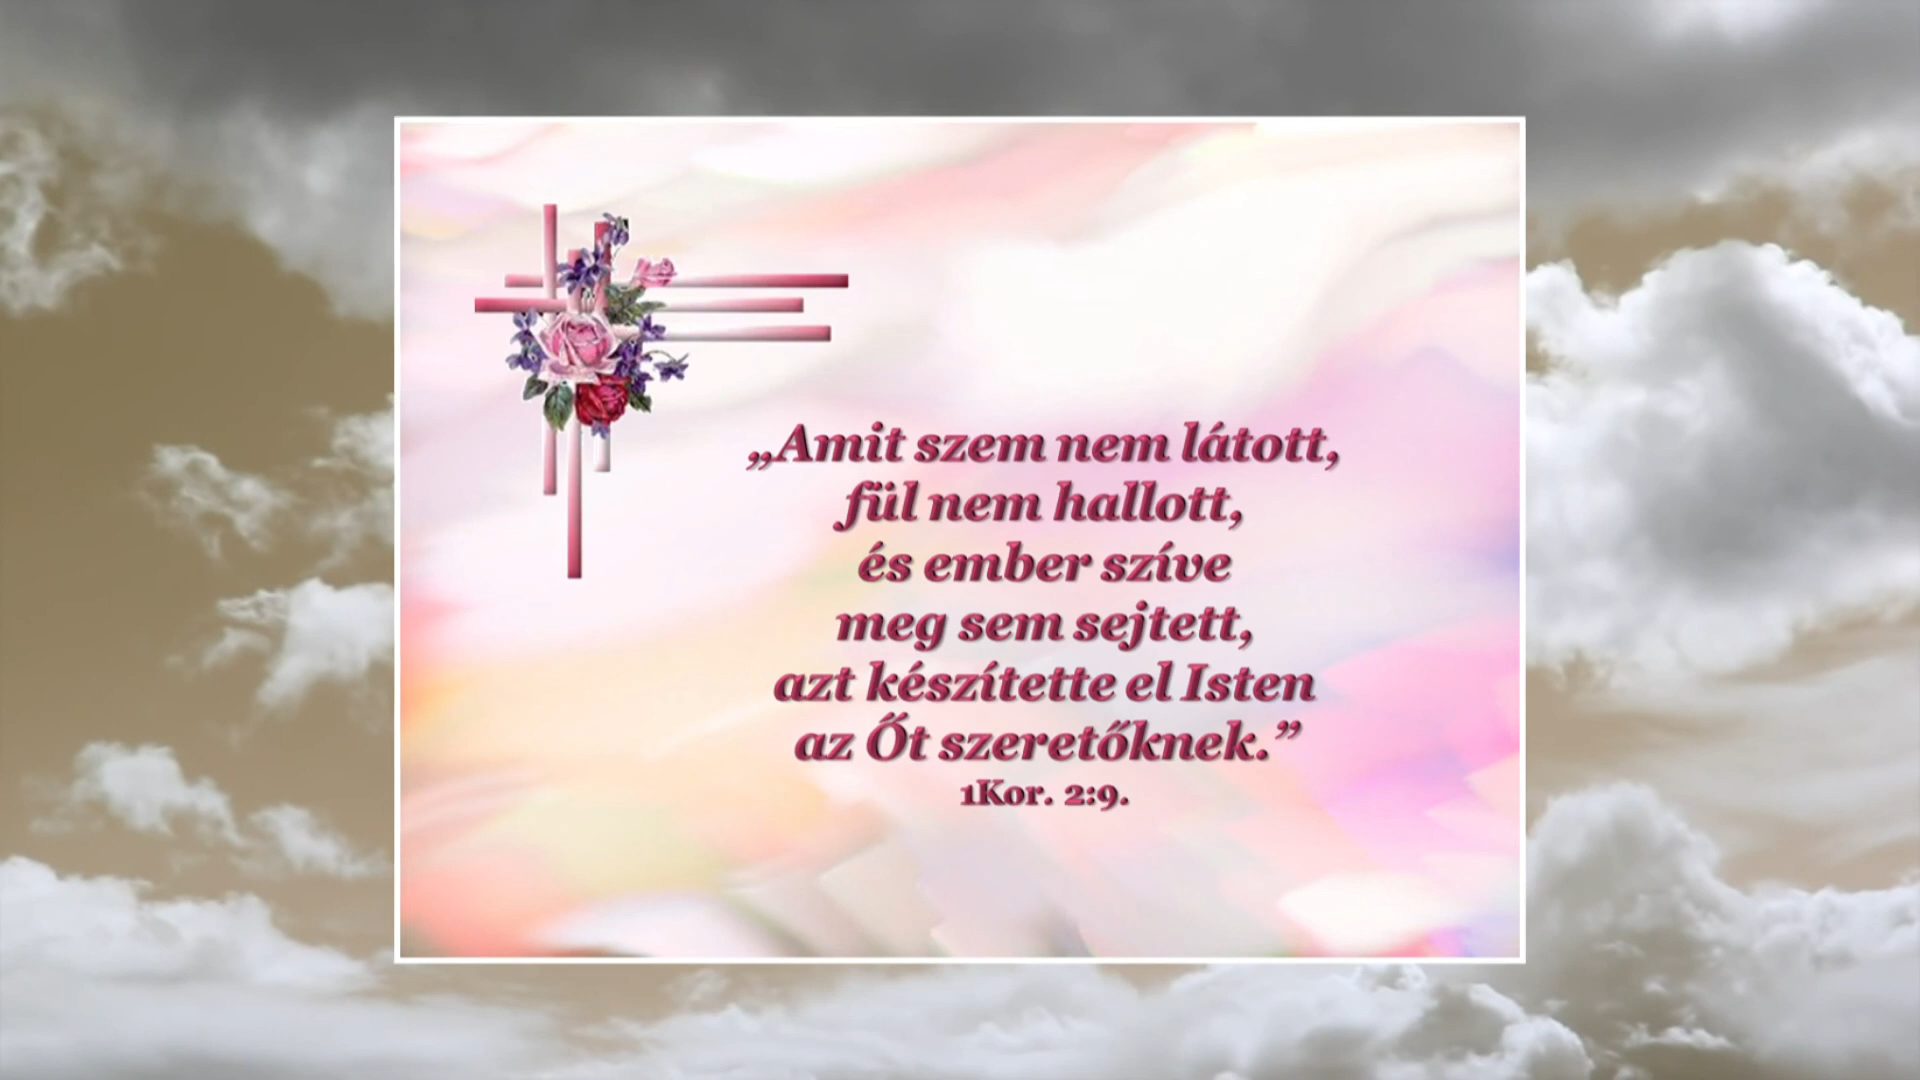 „Amit szem nem látott,
fül nem hallott,
és ember szíve
meg sem sejtett,
azt készítette el Isten
az Őt szeretőknek.”
1Kor. 2:9.